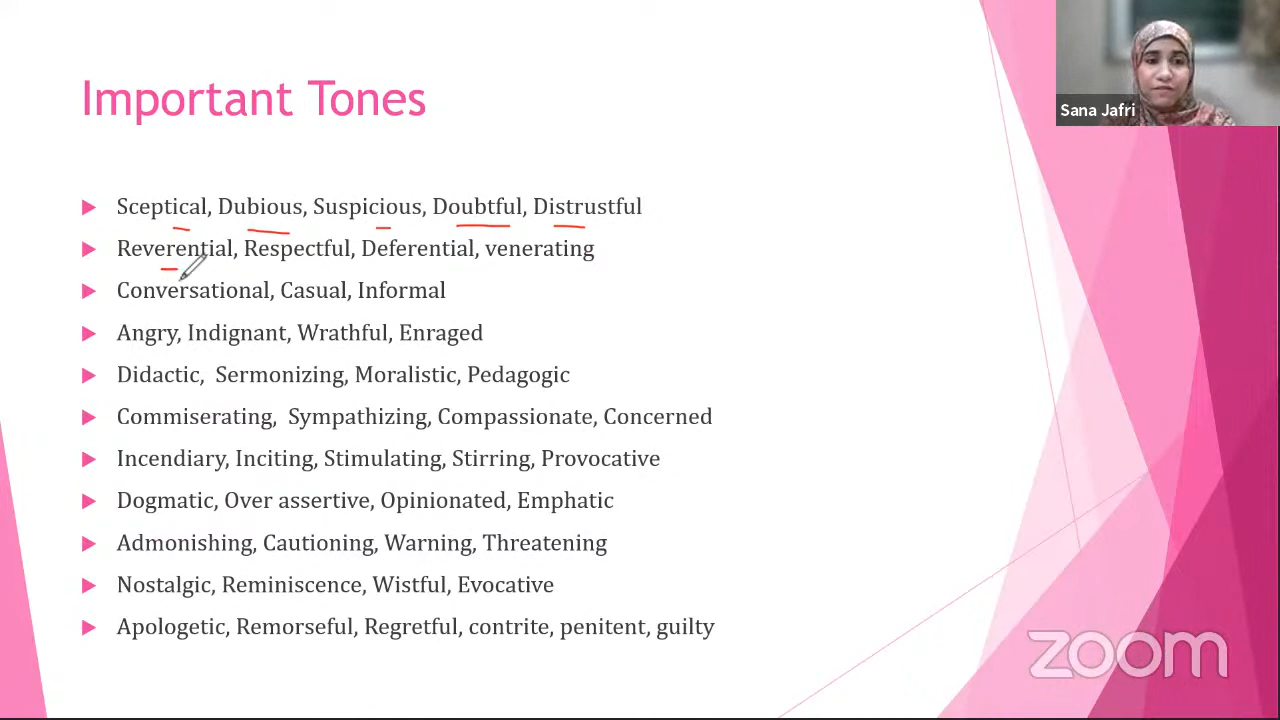 Important Tones
Sana Jafri
Sceptical, Dubious, Suspicious, Doubtful, Distrustful
Reverential, Respectful, Deferential, venerating
Conversational, Casual, Informal
Angry, Indignant, Wrathful, Enraged
Didactic,  Sermonizing, Moralistic, Pedagogic
Commiserating,  Sympathizing, Compassionate, Concerned
Incendiary, Inciting, Stimulating, Stirring, Provocative
Dogmatic, Over assertive, Opinionated, Emphatic
Admonishing, Cautioning, Warning, Threatening
Nostalgic, Reminiscence, Wistful, Evocative
Apologetic, Remorseful, Regretful, contrite, penitent, guilty
zoom